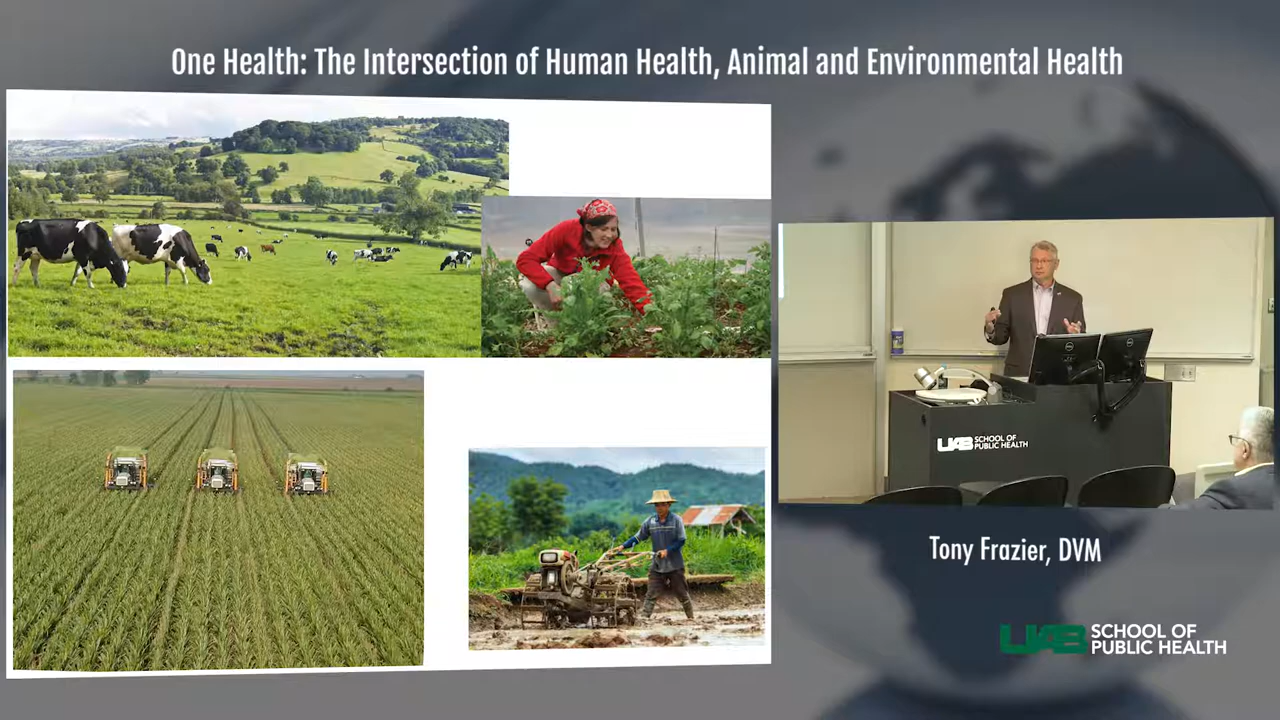 One Health: The Intersection of Human Health, Animal and Environmental Health
UAB SCHOOL OF
PUBLIC HEALTH
Tony Frazier, DVM
UAB SCHOOL OF
PUBLIC HEALTH